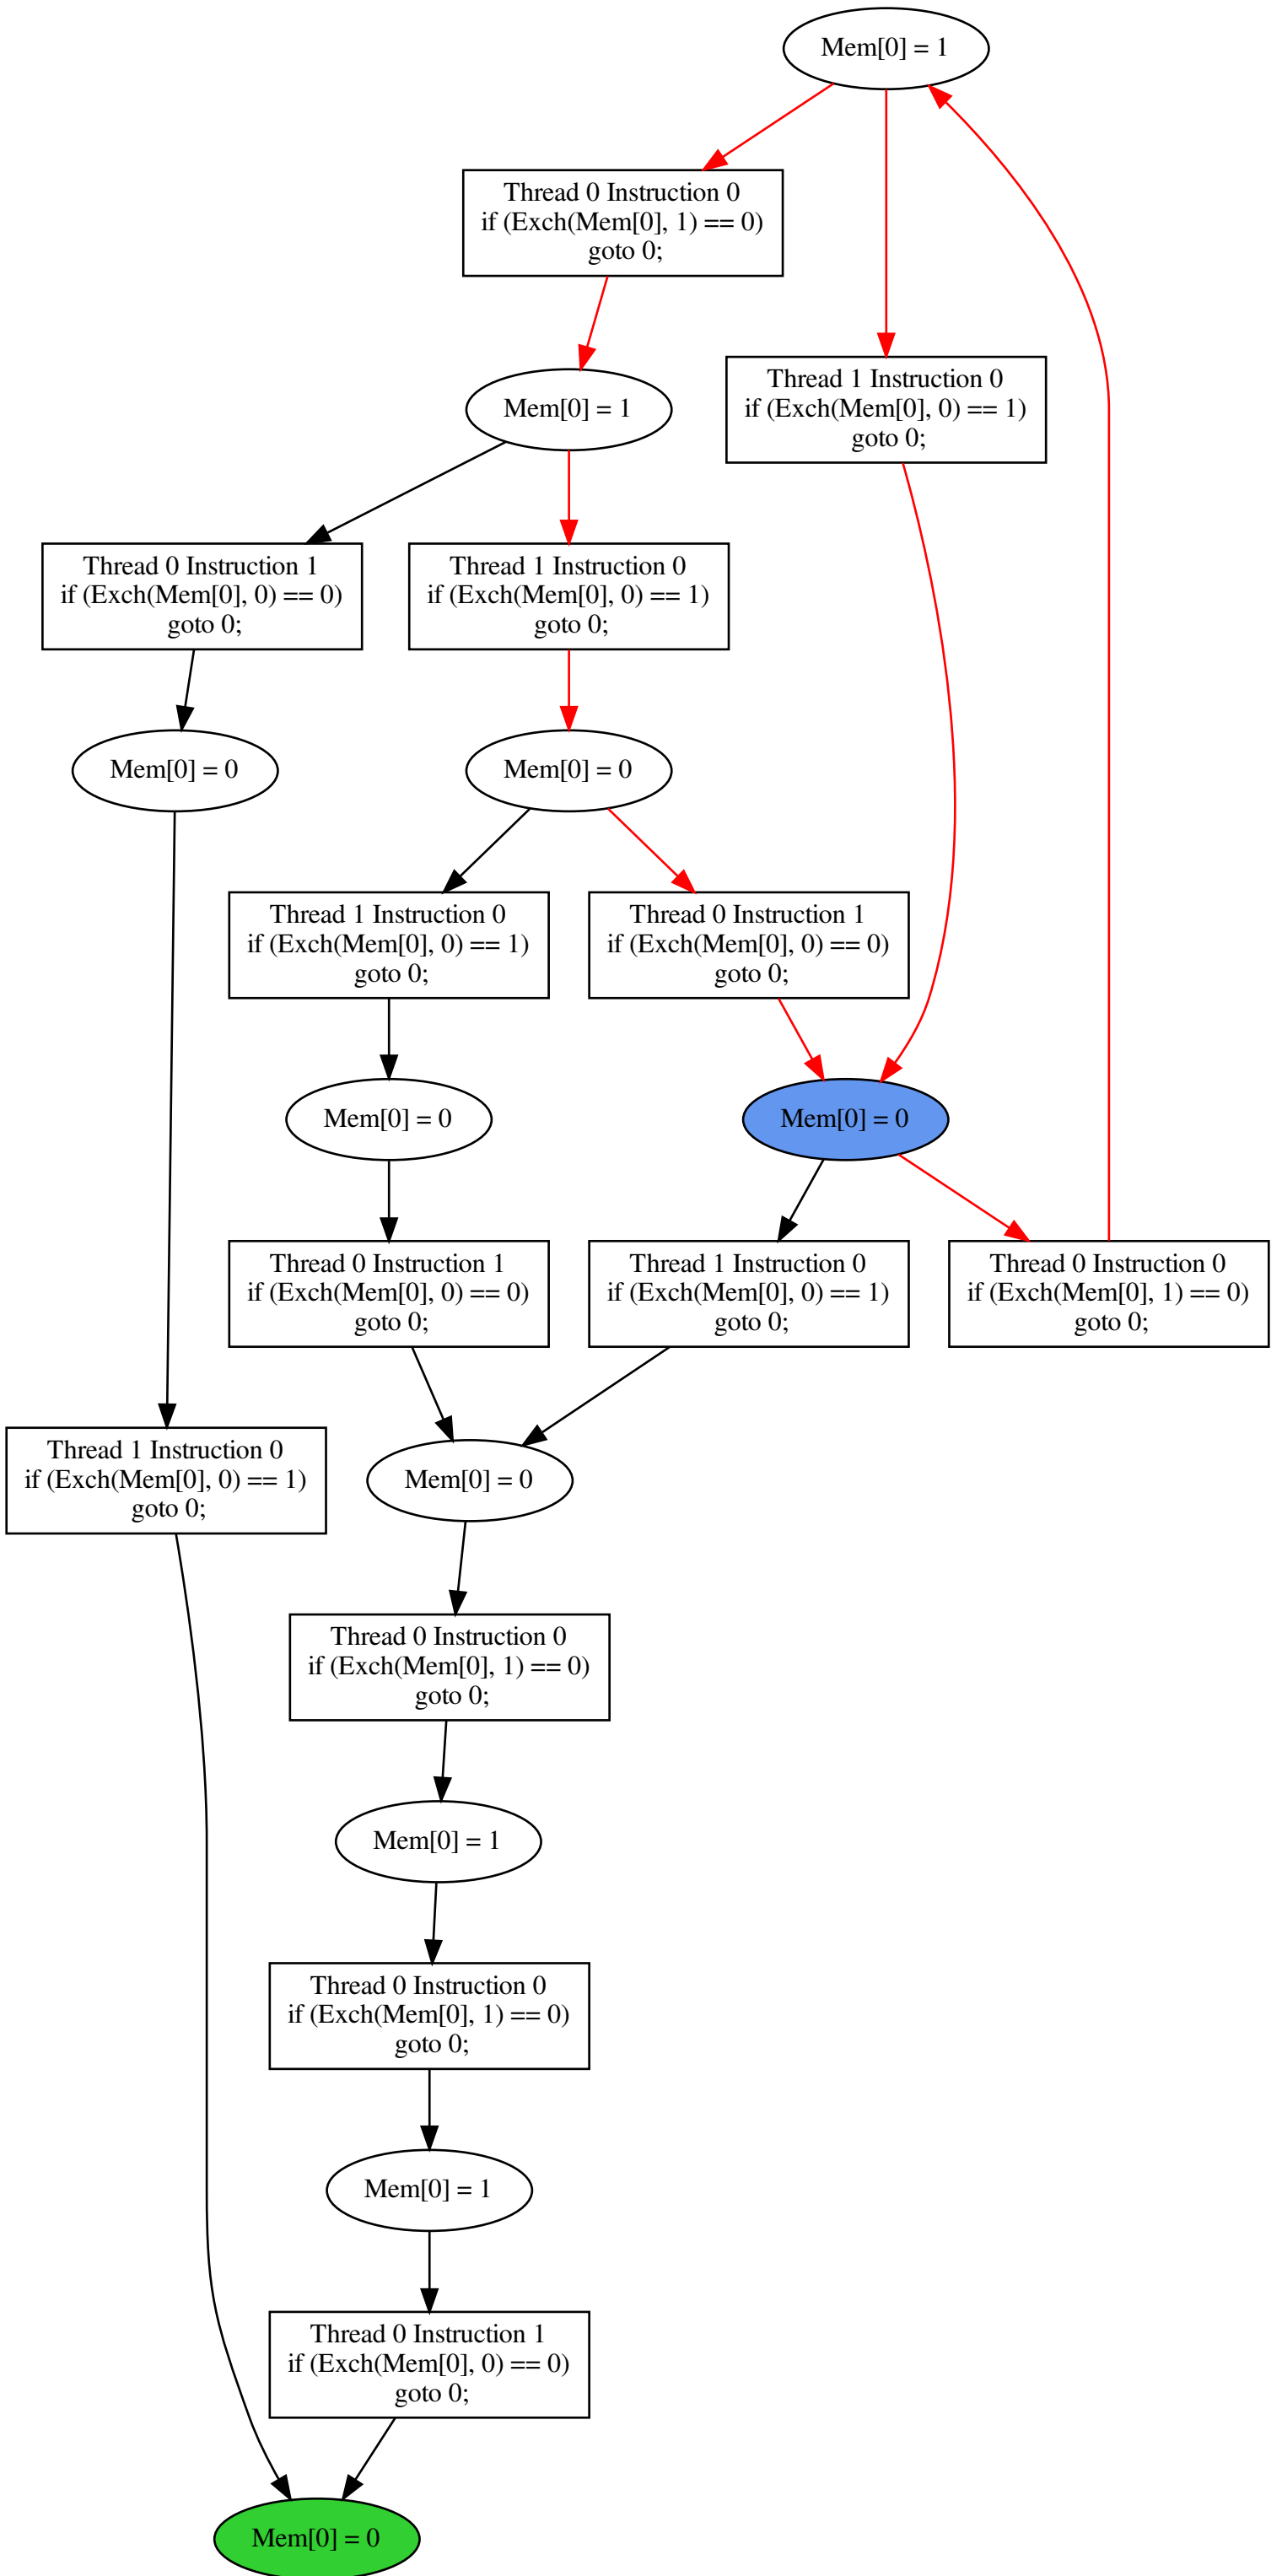 Mem[0] = 1
Thread 0 Instruction 0
if (Exch(Mem[0], 1) == 0)
goto 0;
Mem[0] = 1
Thread 1 Instruction 0
if (Exch(Mem[0], 0) == 1)
goto 0;
Thread 0 Instruction 1
if (Exch(Mem[0], 0) == 0)
goto 0;
Thread 1 Instruction 0
if (Exch(Mem[0], 0) == 1)
goto 0;
Mem[0] = 0
Mem[0] = 0
Thread 1 Instruction 0
if (Exch(Mem[0], 0) == 1)
goto 0;
Thread 0 Instruction 1
if (Exch(Mem[0], 0) == 0)
goto 0;
Mem[0] = 0
Mem[0] = 0
Thread 0 Instruction 1
if (Exch(Mem[0], 0) == 0)
goto 0;
Thread 1 Instruction 0
if (Exch(Mem[0], 0) == 1)
goto 0;
Thread 0 Instruction 0
if (Exch(Mem[0], 1) == 0)
goto 0;
Thread 1 Instruction 0
if (Exch(Mem[0], 0) == 1)
goto 0;
Mem[0] = 0
Thread 0 Instruction 0
if (Exch(Mem[0], 1) == 0)
goto 0;
Mem[0] = 1
Thread 0 Instruction 0
if (Exch(Mem[0], 1) == 0)
goto 0;
Mem[0] = 1
Thread 0 Instruction 1
if (Exch(Mem[0], 0) == 0)
goto 0;
Mem[0] = 0